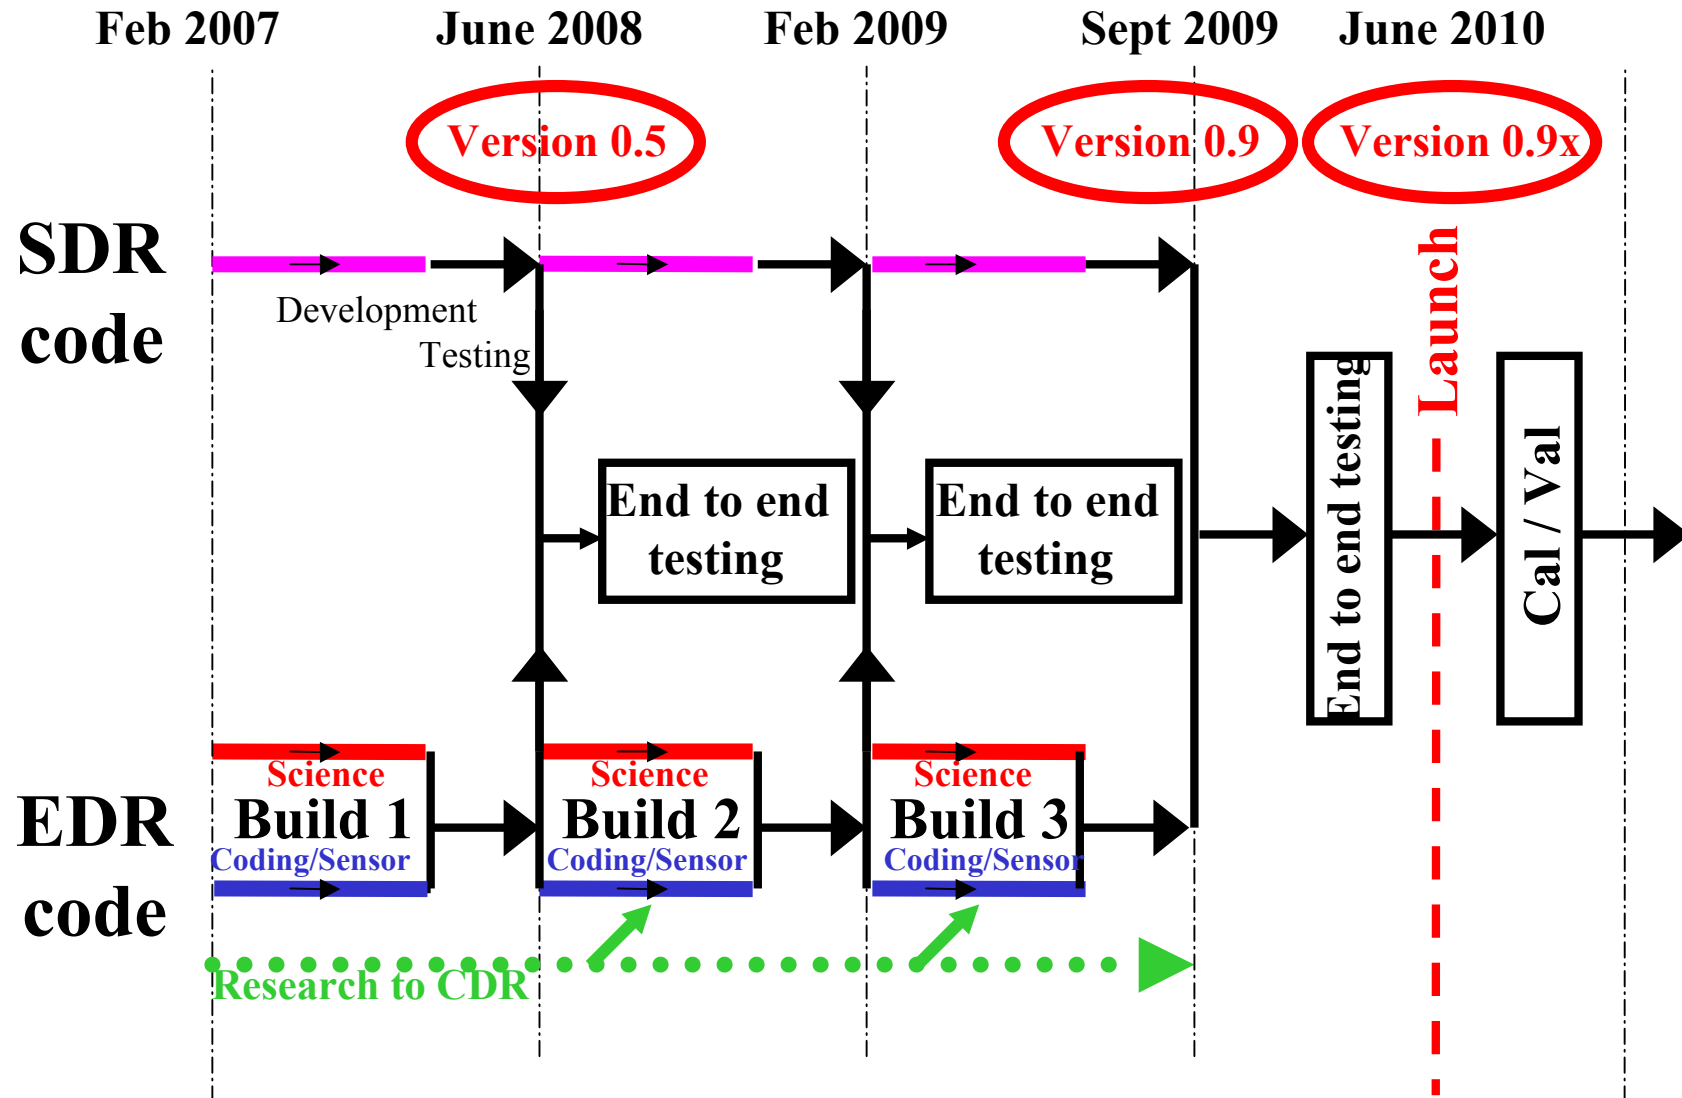 Feb 2007 June 2008 Feb 2009 Sept 2009 June 2010
Version 0.5 Version 0.9 Version 0.9x
SDR
code
Development
Testing
Launch
End to end
testing
End to end
testing
End to end testing
Cal / Val
EDR
code
Science
Build 1
Coding/Sensor
Science
Build 2
Coding/Sensor
Science
Build 3
Coding/Sensor
Research to CDR